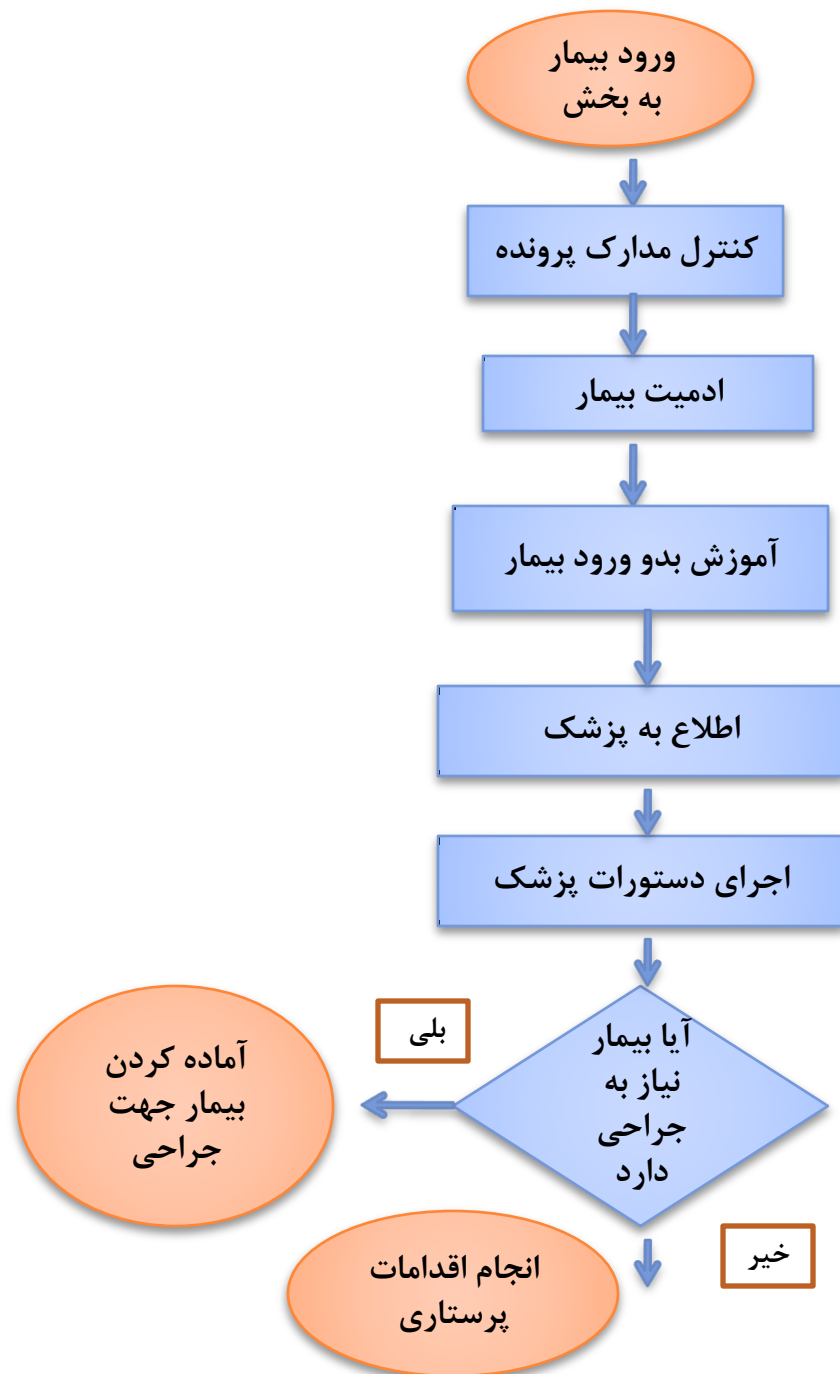 ورود بیمار
به بخش
کنترل مدارک پرونده
ادمیت بیمار
آموزش بدو ورود بیمار
اطلاع به پزشک
اجرای دستورات پزشک
آیا بیمار
نیاز به
جراحی
دارد
بلی
آماده کردن
بیمار جهت
جراحی
خیر
انجام اقدامات
پرستاری